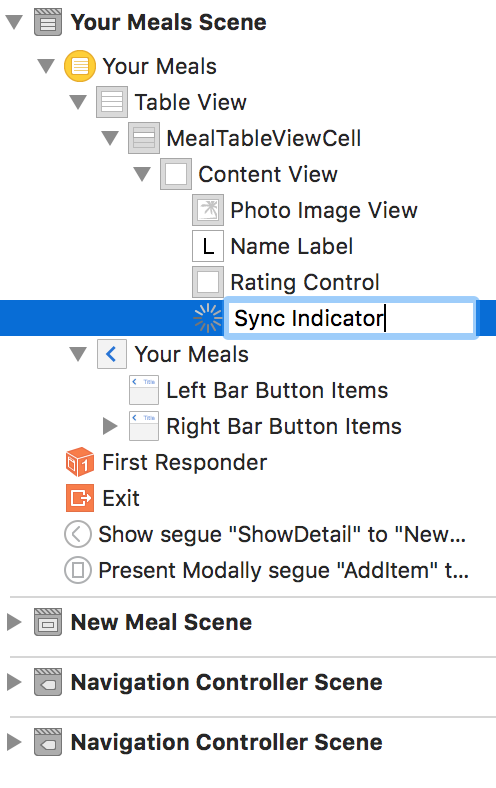 Your Meals Scene
Your Meals
Table View
MealTableViewCell
Content View
Photo Image View
L Name Label
Rating Control
Sync Indicator
Your Meals
Title Left Bar Button Items
Title Right Bar Button Items
1 First Responder
Exit
Show segue "ShowDetail" to "New...
Present Modally segue "AddItem" t...
New Meal Scene
Navigation Controller Scene
Navigation Controller Scene